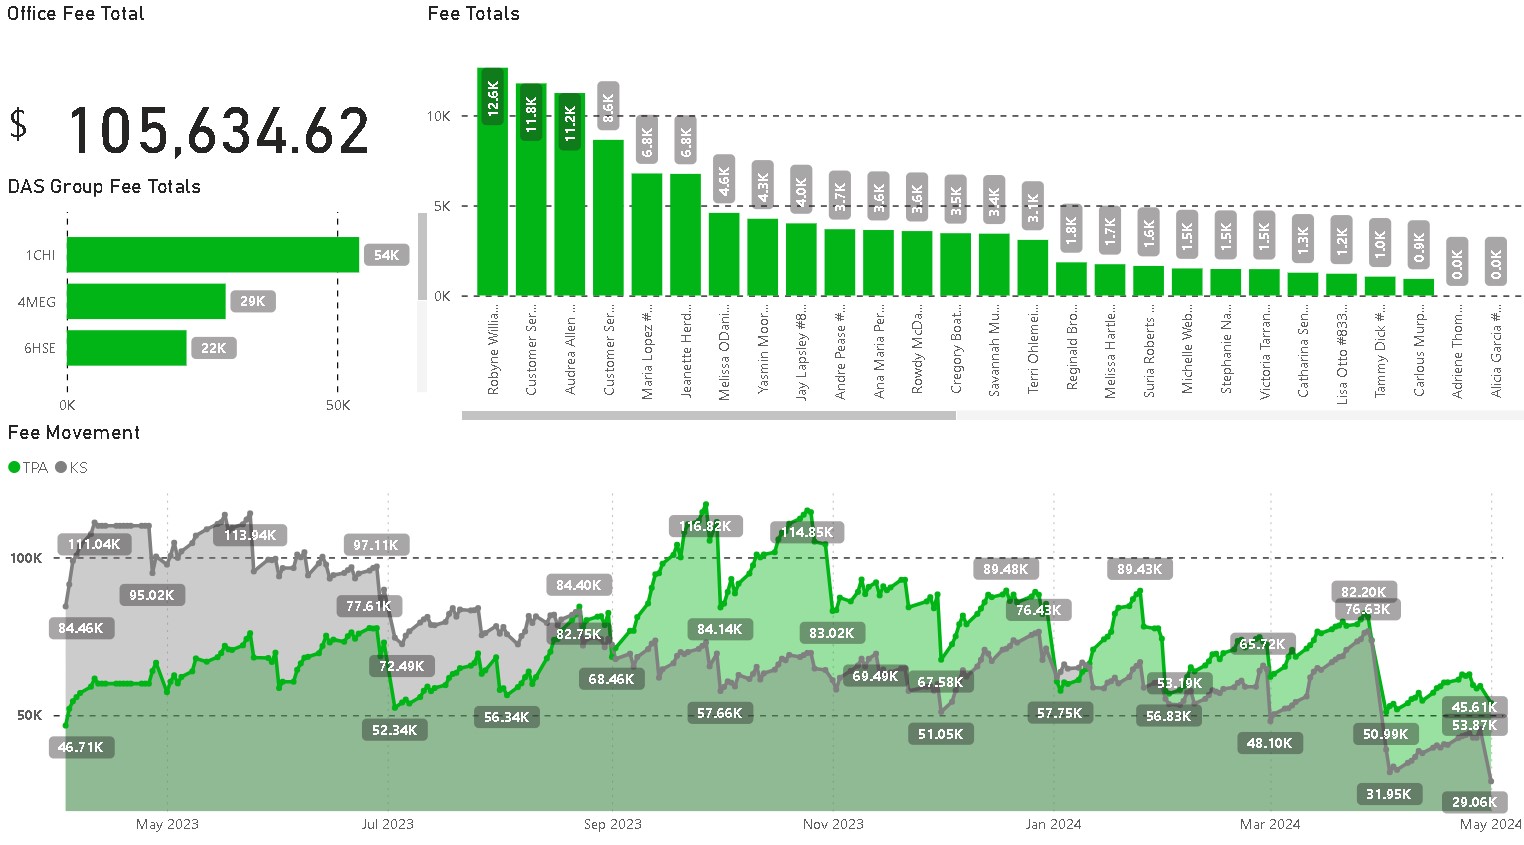 Office Fee Total
$ 105,634.62
DAS Group Fee Totals
1CHI
54K
4MEG
29K
6HSE
22K
0K
50K
Fee Totals
10K
5K
0K
12.6K
11.8K
11.2K
8.6K
6.8K
6.8K
4.6K
4.3K
4.0K
3.7K
3.6K
3.6K
3.5K
3.4K
3.1K
1.8K
1.7K
1.6K
1.5K
1.5K
1.5K
1.3K
1.2K
1.0K
0.9K
0.0K
0.0K
Robyne Willia...
Customer Ser...
Audrea Allen ...
Customer Ser...
Maria Lopez #...
Jeanette Herd...
Melissa ODani...
Yasmin Moor...
Jay Lapsley #8...
Andre Pease #...
Ana Maria Per...
Rowdy McDa...
Gregory Boat...
Savannah Mu...
Terri Ohlemei...
Reginald Bro...
Melissa Hartle...
Suria Roberts ...
Michelle Web...
Stephanie Na...
Victoria Tarran...
Catharina Sen...
Lisa Otto #833...
Tammy Dick #...
Carlous Murp...
Adriene Thom...
Alicia Garcia #...
Fee Movement
TPA KS
100K
50K
111.04K
113.94K
97.11K
95.02K
84.46K
77.61K
72.49K
46.71K
52.34K
56.34K
84.40K
82.75K
68.46K
116.82K
114.85K
84.14K
83.02K
57.66K
69.49K
67.58K
51.05K
89.48K
76.43K
57.75K
89.43K
53.19K
56.83K
65.72K
48.10K
82.20K
76.63K
50.99K
31.95K
45.61K
53.87K
29.06K
May 2023
Jul 2023
Sep 2023
Nov 2023
Jan 2024
Mar 2024
May 2024